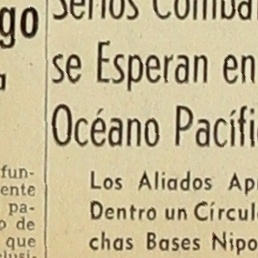 go
Serios Comba
se Esperan en
Océano Pacífi
a
Los Aliados Ap
Dentro un Círcul
chas Bases Nipo
fun-
ente
pa-
o de
que